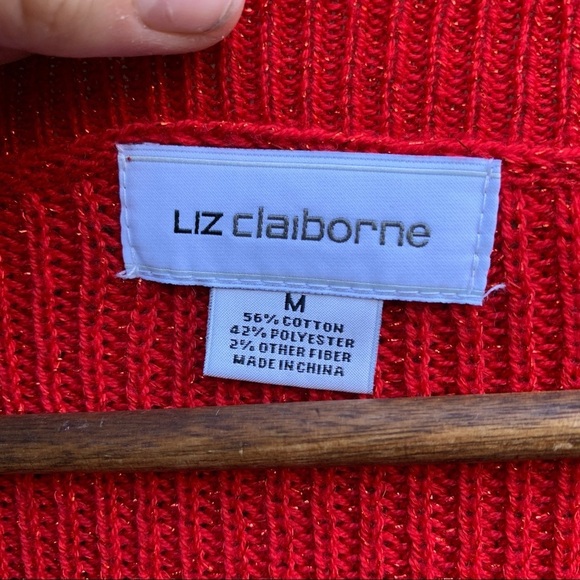 LIZ claiborne
M
56% COTTON
42% POLYESTER
2% OTHER FIBER
MADE IN CHINA